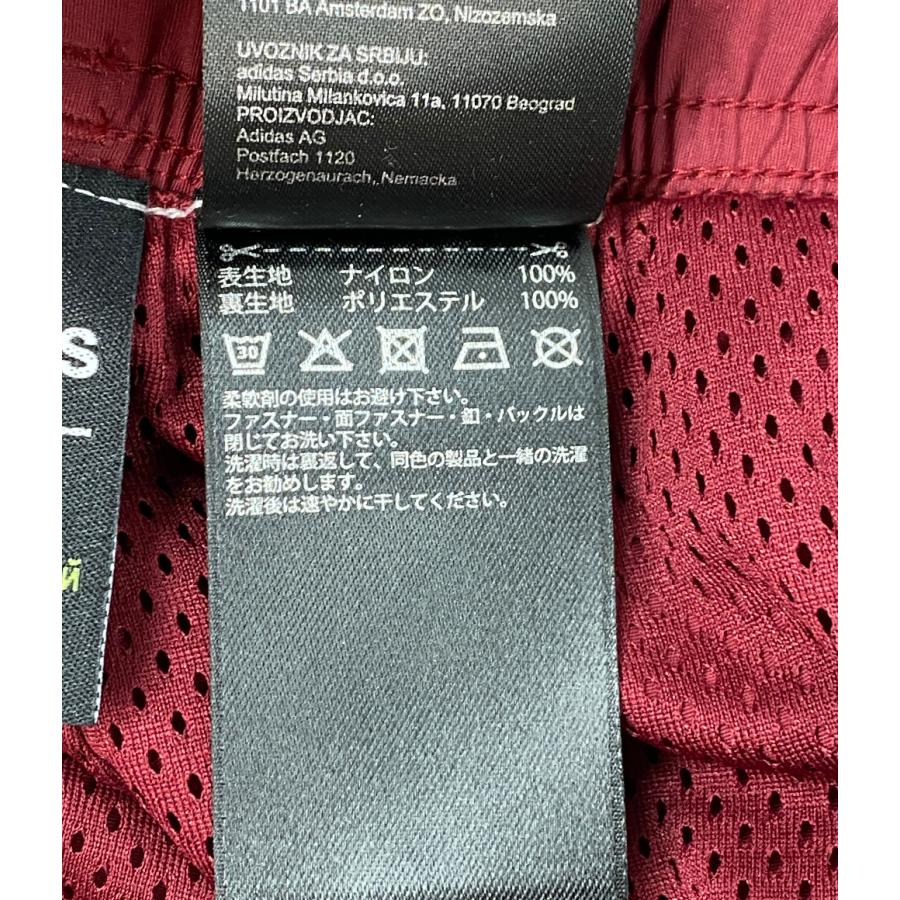 1101 BA Amsterdam ZO, Nizozemska
UVOZNIK ZA SRBIJU:
adidas Serbia d.o.o.
Milutina Milankovica 11a, 11070 Beograd
PROIZVODJAC:
Adidas AG
Postfach 1120
Herzogenaurach, Nemacka
S
й
表生地 ナイロン 100%
裏生地 ポリエステル 100%
30
柔軟剤の使用はお避け下さい。
ファスナー・面ファスナー・釦・バックルは
閉じてお洗い下さい。
洗濯時は裏返して、同色の製品と一緒の洗濯
をお勧めします。
洗濯後は速やかに干してください。